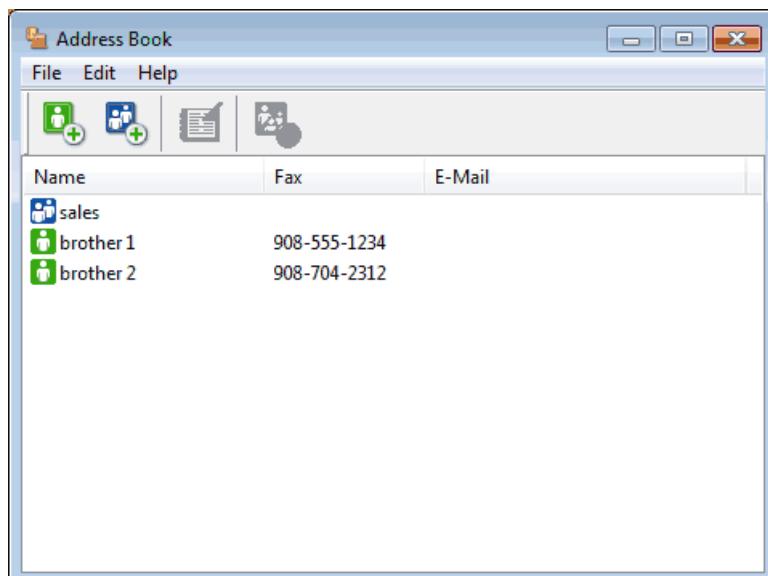 Address Book
File Edit Help
Name Fax E-Mail
sales
brother 1 908-555-1234
brother 2 908-704-2312